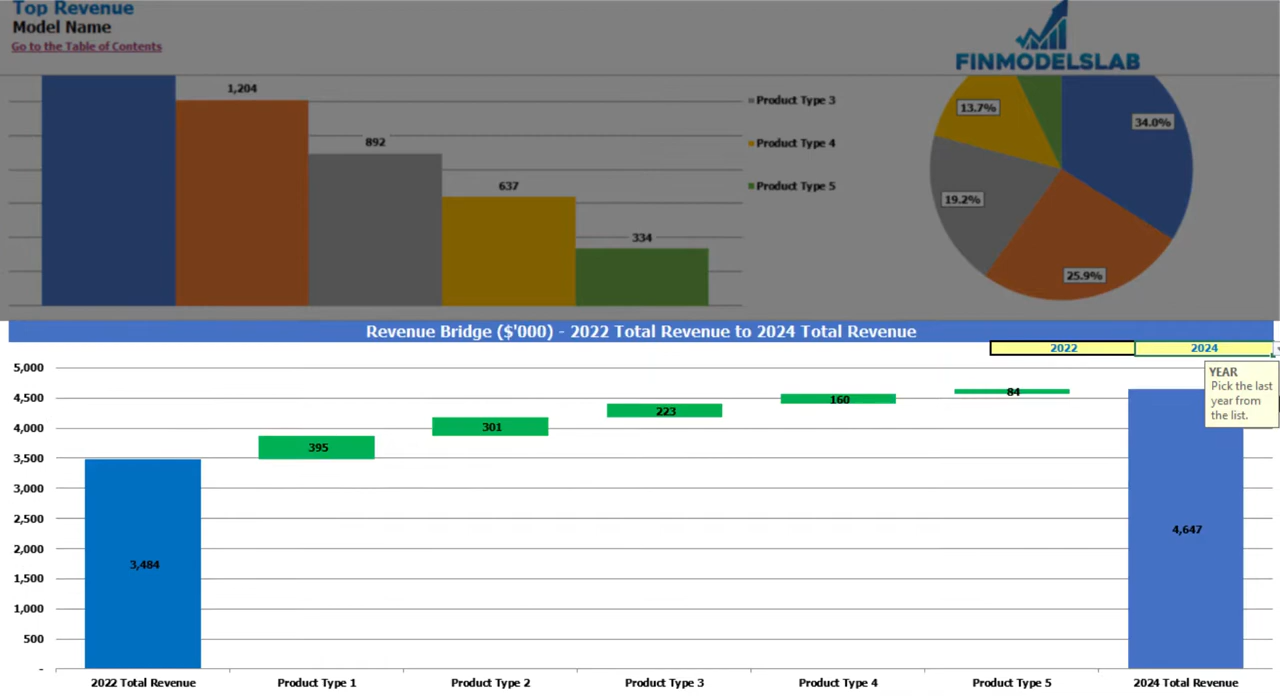 Top Revenue
Model Name
Go to the Table of Contents
FINMODELSLAB
1,204
892
637
334
Product Type 3
Product Type 4
Product Type 5
13.7%
34.0%
19.2%
25.9%
Revenue Bridge ($'000) - 2022 Total Revenue to 2024 Total Revenue
2022 2024
YEAR
Pick the last
year from
the list.
5,000
4,500
4,000
3,500
3,000
2,500
2,000
1,500
1,000
500
-
3,484
395
301
223
160
84
4,647
2022 Total Revenue Product Type 1 Product Type 2 Product Type 3 Product Type 4 Product Type 5 2024 Total Revenue